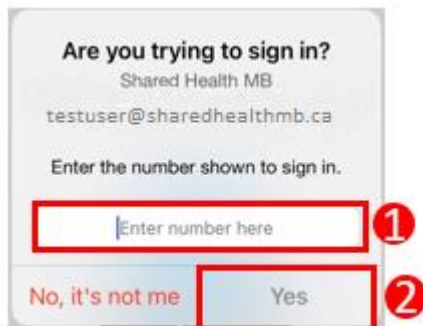 Are you trying to sign in?
Shared Health MB
testuser@sharedhealthmb.ca
Enter the number shown to sign in.
Enter number here
1
No, it's not me
Yes
2